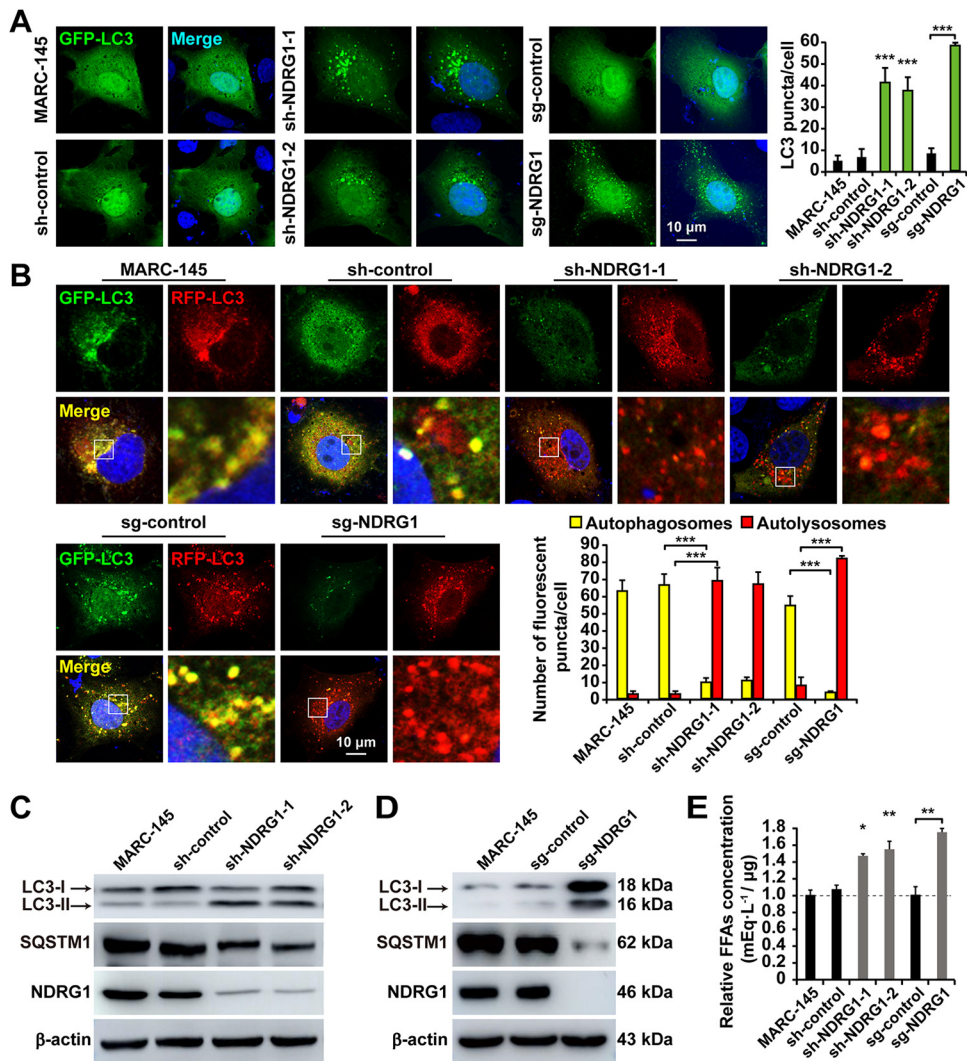 A
MARC-145
GFP-LC3
Merge
sh-control
sh-NDRG1-1
sh-NDRG1-2
sg-control
sg-NDRG1
10 μm
LC3 puncta/cell
70
60
50
40
30
20
10
0
***
***
***
MARC-145
sh-control
sh-NDRG1-1
sh-NDRG1-2
sg-control
sg-NDRG1
B
MARC-145
sh-control
sh-NDRG1-1
sh-NDRG1-2
GFP-LC3
RFP-LC3
Merge
sg-control
sg-NDRG1
GFP-LC3
RFP-LC3
Merge
10 μm
Autophagosomes
Autolysosomes
Number of fluorescent
puncta/cell
90
80
70
60
50
40
30
20
10
0
***
***
***
***
MARC-145
sh-control
sh-NDRG1-1
sh-NDRG1-2
sg-control
sg-NDRG1
C
MARC-145
sh-control
sh-NDRG1-1
sh-NDRG1-2
LC3-I→
LC3-II→
SQSTM1
NDRG1
β-actin
D
MARC-145
sg-control
sg-NDRG1
LC3-I→
18 kDa
LC3-II→
16 kDa
SQSTM1
62 kDa
NDRG1
46 kDa
β-actin
43 kDa
E
Relative FFAs concentration
(mEq·L⁻¹/ μg)
1.8
1.6
1.4
1.2
1.0
0.8
0.6
0.4
0.2
0
*
**
**
MARC-145
sh-control
sh-NDRG1-1
sh-NDRG1-2
sg-control
sg-NDRG1